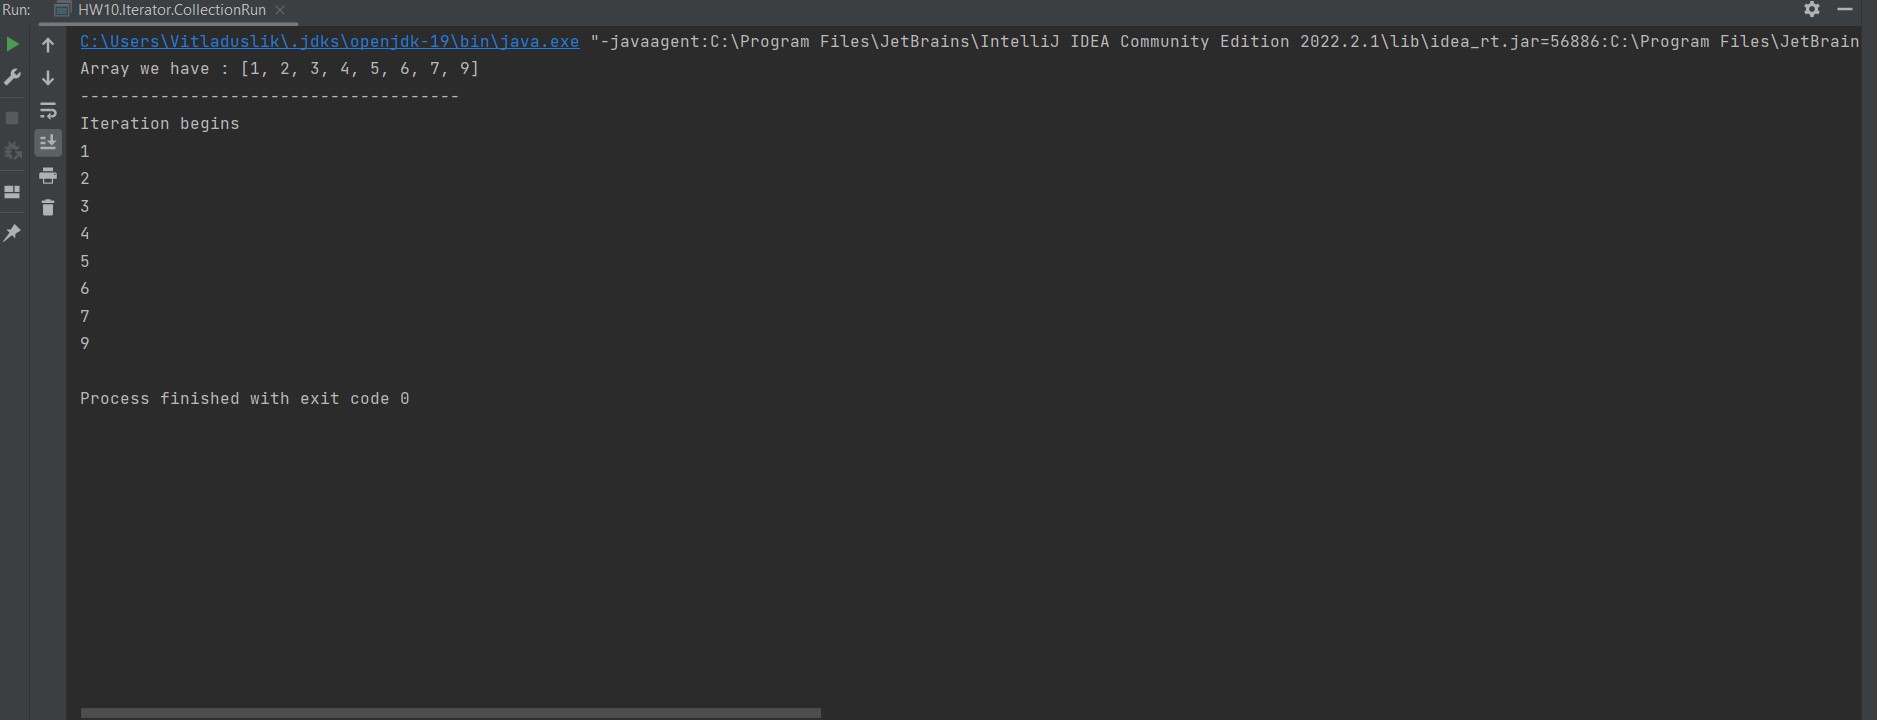 Run: HW10.Iterator.CollectionRun
C:\Users\Vitladuslik\.jdks\openjdk-19\bin\java.exe "-javaagent:C:\Program Files\JetBrains\IntelliJ IDEA Community Edition 2022.2.1\lib\idea_rt.jar=56886:C:\Program Files\JetBrain
Array we have : [1, 2, 3, 4, 5, 6, 7, 9]
--------------------------------------
Iteration begins
1
2
3
4
5
6
7
9
Process finished with exit code 0